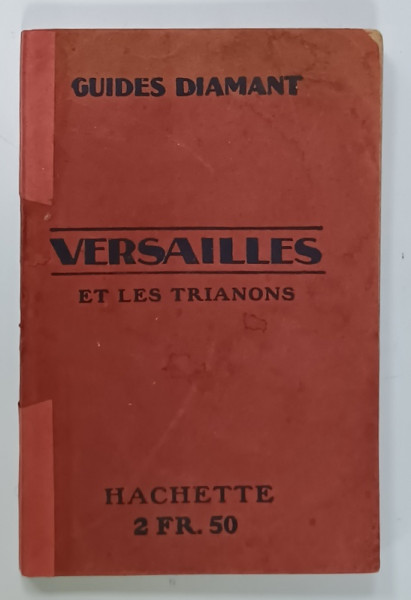 GUIDES DIAMANT
VERSAILLES
ET LES TRIANONS
HACHETTE
2 FR. 50